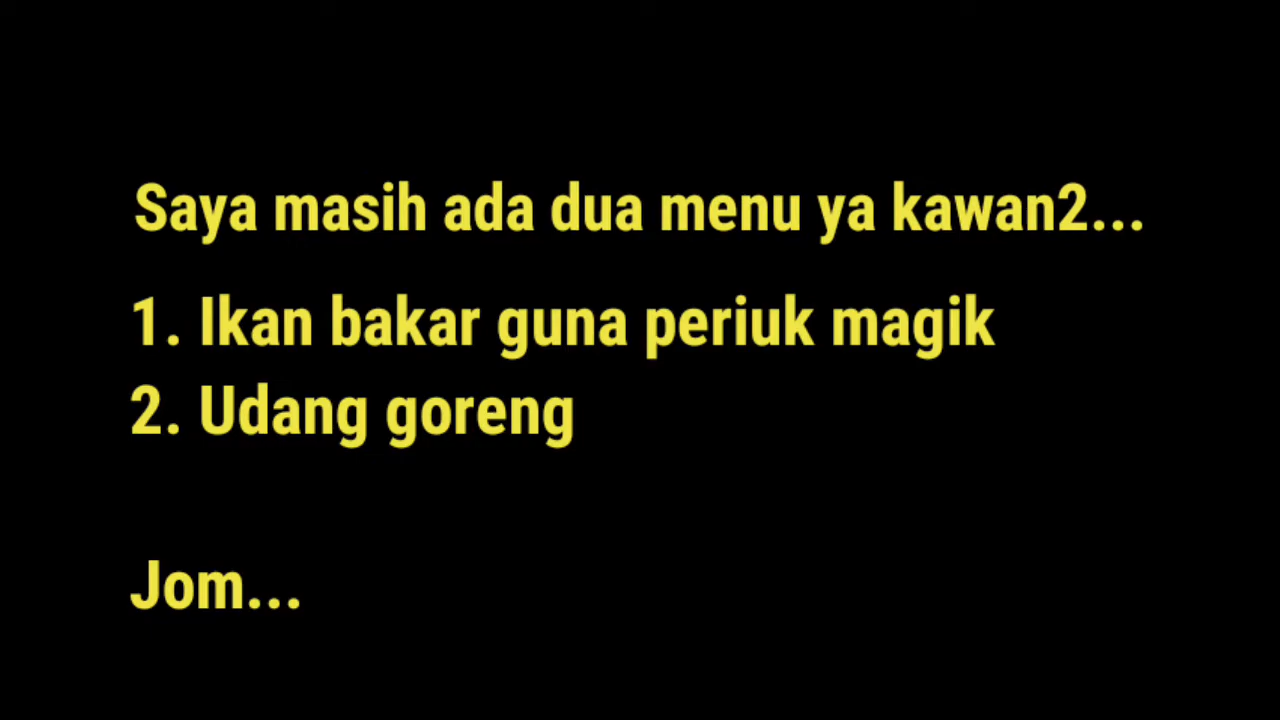 Saya masih ada dua menu ya kawan2...
1. Ikan bakar guna periuk magik
2. Udang goreng
Jom...